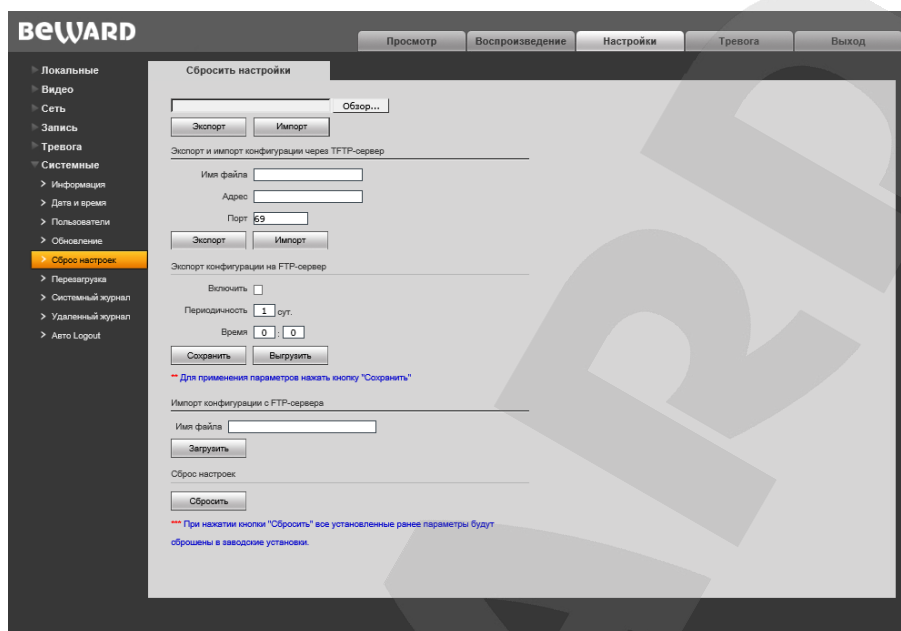 BEWARD
Просмотр Воспроизведение Настройки Тревога Выход
Локальные
Видео
Сеть
Запись
Тревога
Системные
Информация
Дата и время
Пользователи
Обновление
Сброс настроек
Перезагрузка
Системный журнал
Удаленный журнал
Авто Logout
Сбросить настройки
Обзор...
Экспорт Импорт
Экспорт и импорт конфигурации через TFTP-сервер
Имя файла
Адрес
Порт 69
Экспорт Импорт
Экспорт конфигурации на FTP-сервер
Включить
Периодичность 1 сут.
Время 0 : 0
Сохранить Выгрузить
** Для применения параметров нажать кнопку "Сохранить"
Импорт конфигурации с FTP-сервера
Имя файла
Загрузить
Сброс настроек
Сбросить
*** При нажатии кнопки "Сбросить" все установленные ранее параметры будут
сброшены в заводские установки.